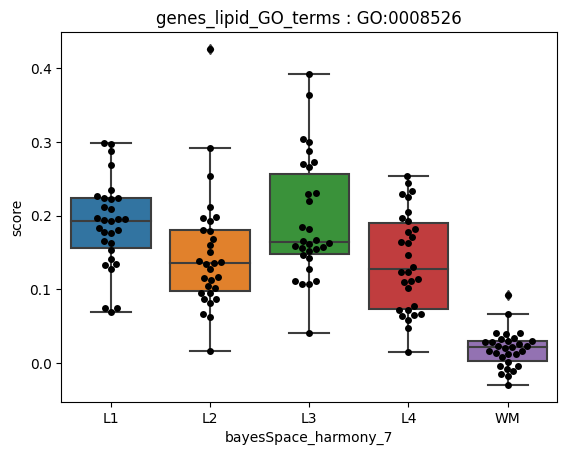 genes_lipid_GO_terms : GO:0008526
score
0.4
0.3
0.2
0.1
0.0
L1 L2 L3 L4 WM
bayesSpace_harmony_7